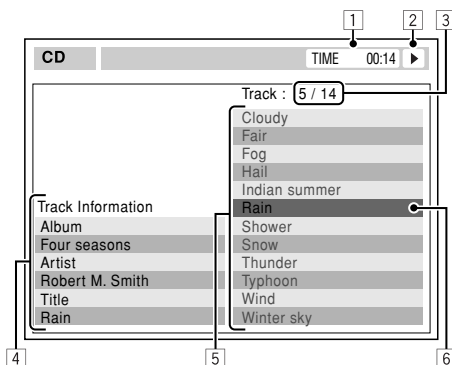 1 2 3
CD TIME 00:14
Track : 5 / 14
Cloudy
Fair
Fog
Hail
Indian summer
Rain
Shower
Snow
Thunder
Typhoon
Wind
Winter sky
Track Information
Album
Four seasons
Artist
Robert M. Smith
Title
Rain
4 5 6